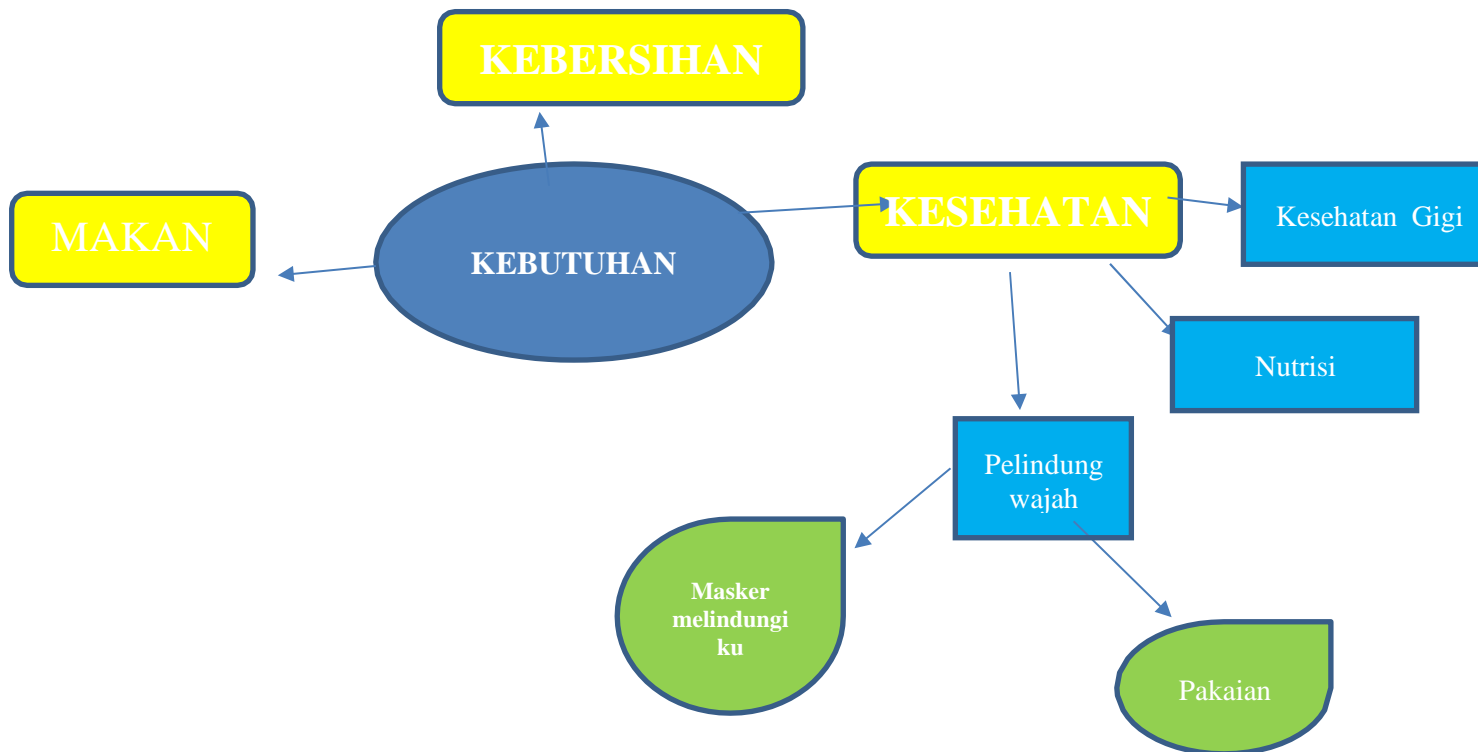 KEBERSIHAN
MAKAN
KEBUTUHAN
KESEHATAN
Kesehatan Gigi
Nutrisi
Pelindung
wajah
Masker
melindungi
ku
Pakaian